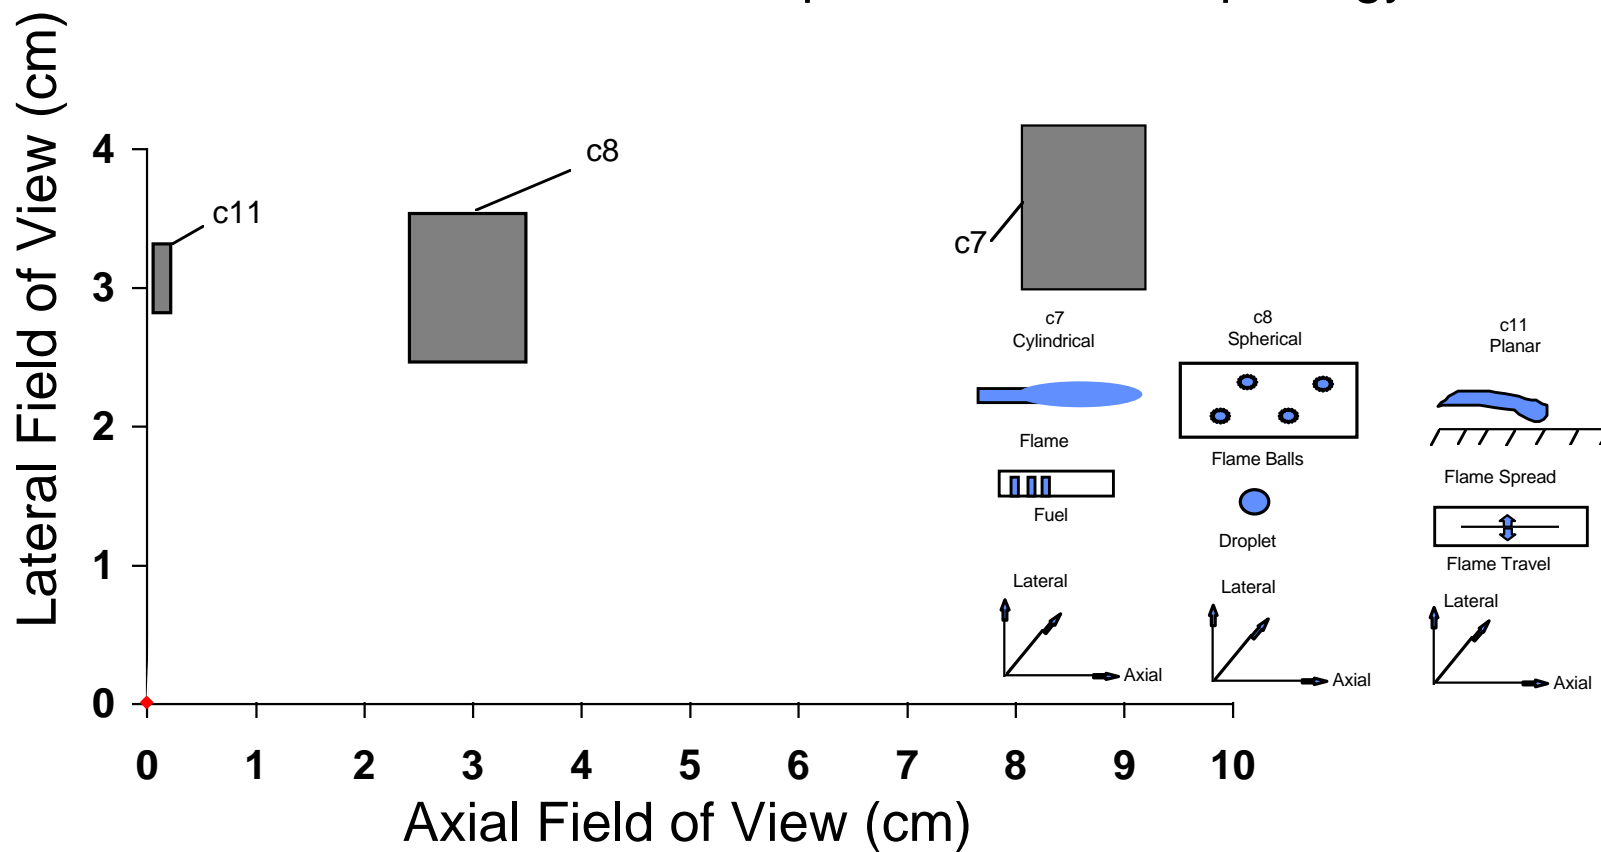 Lateral Field of View (cm)
4
3
2
1
0
c11
c8
c7
c7
Cylindrical
Flame
Fuel
Lateral
Axial
c8
Spherical
Flame Balls
Droplet
Lateral
Axial
c11
Planar
Flame Spread
Flame Travel
Lateral
Axial
0 1 2 3 4 5 6 7 8 9 10
Axial Field of View (cm)